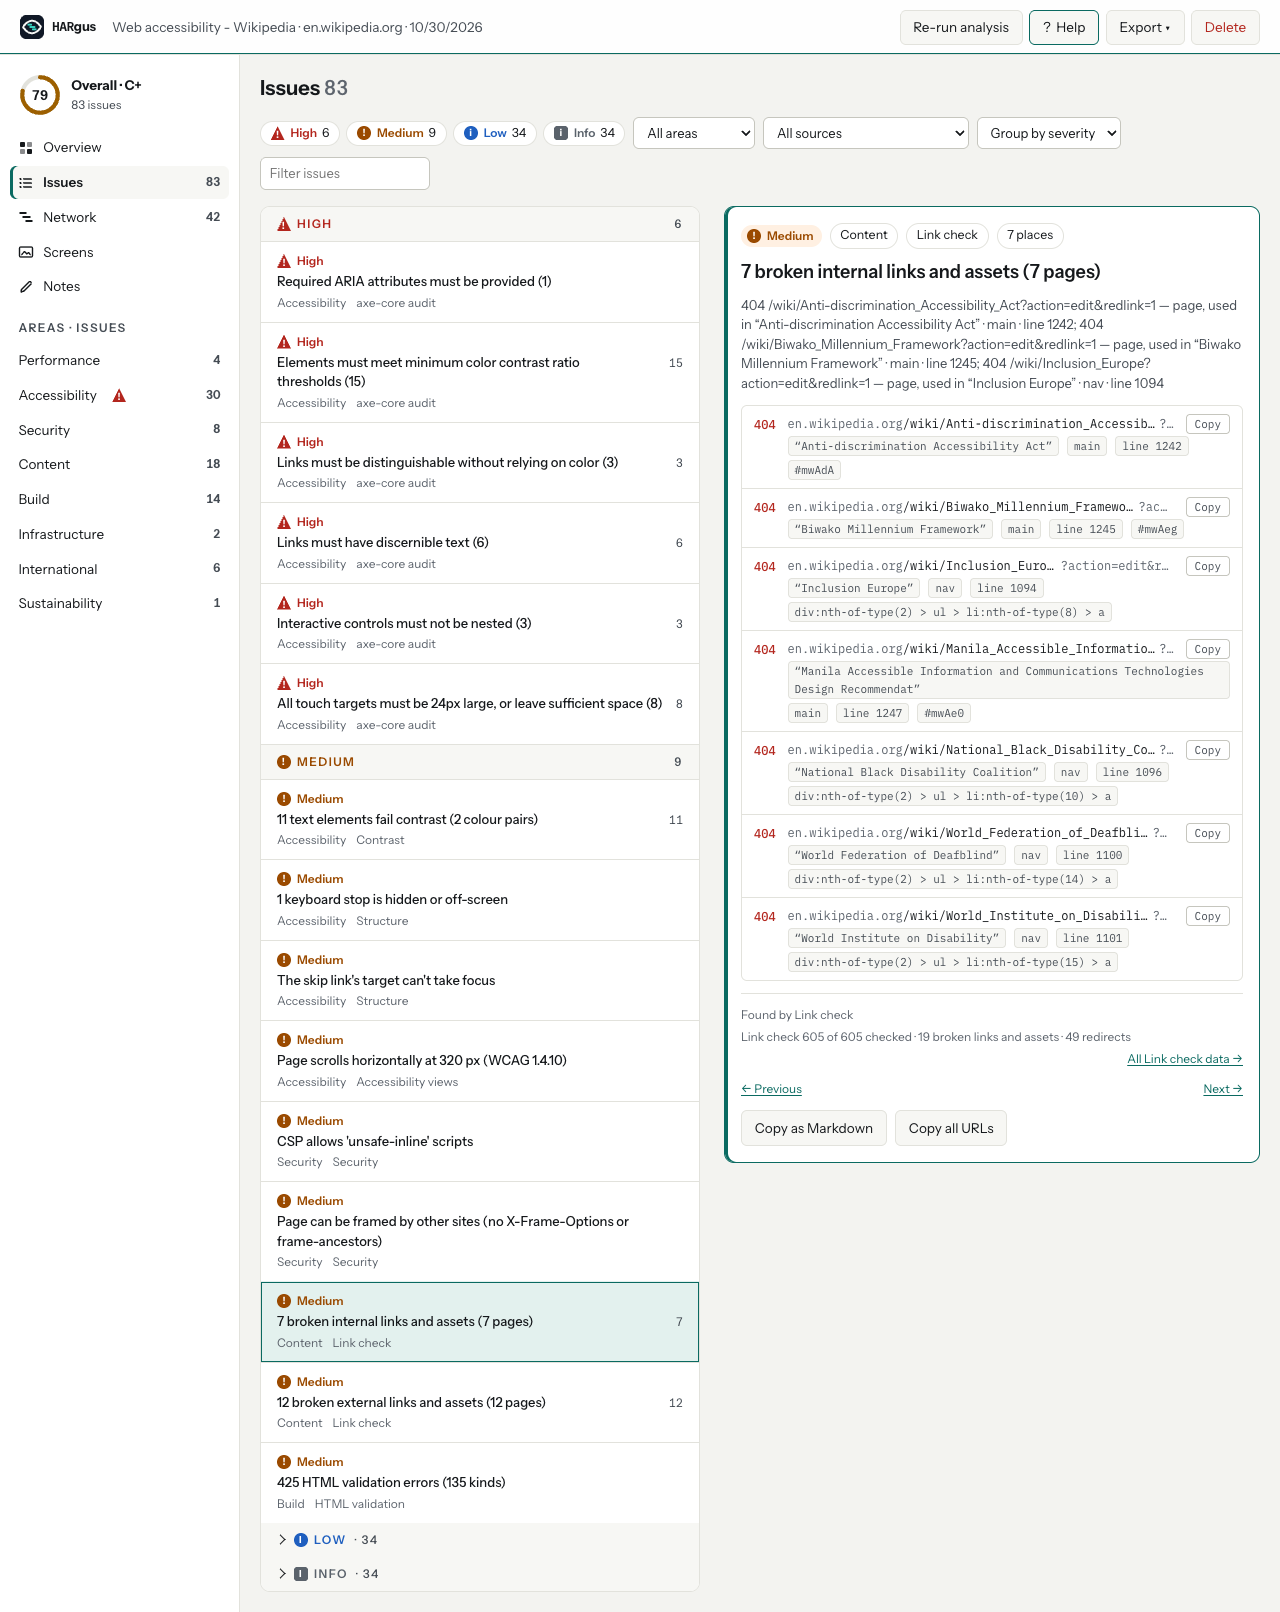 HARgus Web accessibility - Wikipedia · en.wikipedia.org · 10/30/2026 Re-run analysis ? Help Export ▾ Delete
79 Overall · C+
83 issues
Overview
Issues 83
Network 42
Screens
Notes
AREAS · ISSUES
Performance 4
Accessibility 30
Security 8
Content 18
Build 14
Infrastructure 2
International 6
Sustainability 1
Issues 83
High 6 Medium 9 Low 34 Info 34 All areas All sources Group by severity
Filter issues
HIGH 6
High
Required ARIA attributes must be provided (1)
Accessibility axe-core audit
High
Elements must meet minimum color contrast ratio 15
thresholds (15)
Accessibility axe-core audit
High
Links must be distinguishable without relying on color (3) 3
Accessibility axe-core audit
High
Links must have discernible text (6) 6
Accessibility axe-core audit
High
Interactive controls must not be nested (3) 3
Accessibility axe-core audit
High
All touch targets must be 24px large, or leave sufficient space (8) 8
Accessibility axe-core audit
MEDIUM 9
Medium
11 text elements fail contrast (2 colour pairs) 11
Accessibility Contrast
Medium
1 keyboard stop is hidden or off-screen
Accessibility Structure
Medium
The skip link's target can't take focus
Accessibility Structure
Medium
Page scrolls horizontally at 320 px (WCAG 1.4.10)
Accessibility Accessibility views
Medium
CSP allows 'unsafe-inline' scripts
Security Security
Medium
Page can be framed by other sites (no X-Frame-Options or
frame-ancestors)
Security Security
Medium
7 broken internal links and assets (7 pages) 7
Content Link check
Medium
12 broken external links and assets (12 pages) 12
Content Link check
Medium
425 HTML validation errors (135 kinds)
Build HTML validation
LOW · 34
INFO · 34
Medium Content Link check 7 places
7 broken internal links and assets (7 pages)
404 /wiki/Anti-discrimination_Accessibility_Act?action=edit&redlink=1 — page, used
in “Anti-discrimination Accessibility Act” · main · line 1242; 404
/wiki/Biwako_Millennium_Framework?action=edit&redlink=1 — page, used in “Biwako
Millennium Framework” · main · line 1245; 404 /wiki/Inclusion_Europe?
action=edit&redlink=1 — page, used in “Inclusion Europe” · nav · line 1094
404 en.wikipedia.org/wiki/Anti-discrimination_Accessib… ?… Copy
“Anti-discrimination Accessibility Act” main line 1242
#mwAdA
404 en.wikipedia.org/wiki/Biwako_Millennium_Framewo… ?ac… Copy
“Biwako Millennium Framework” main line 1245 #mwAeg
404 en.wikipedia.org/wiki/Inclusion_Euro… ?action=edit&r… Copy
“Inclusion Europe” nav line 1094
div:nth-of-type(2) > ul > li:nth-of-type(8) > a
404 en.wikipedia.org/wiki/Manila_Accessible_Informatio… ?… Copy
“Manila Accessible Information and Communications Technologies
Design Recommendat”
main line 1247 #mwAe0
404 en.wikipedia.org/wiki/National_Black_Disability_Co… ?… Copy
“National Black Disability Coalition” nav line 1096
div:nth-of-type(2) > ul > li:nth-of-type(10) > a
404 en.wikipedia.org/wiki/World_Federation_of_Deafbli… ?… Copy
“World Federation of Deafblind” nav line 1100
div:nth-of-type(2) > ul > li:nth-of-type(14) > a
404 en.wikipedia.org/wiki/World_Institute_on_Disabili… ?… Copy
“World Institute on Disability” nav line 1101
div:nth-of-type(2) > ul > li:nth-of-type(15) > a
Found by Link check
Link check 605 of 605 checked · 19 broken links and assets · 49 redirects
All Link check data →
← Previous Next →
Copy as Markdown Copy all URLs